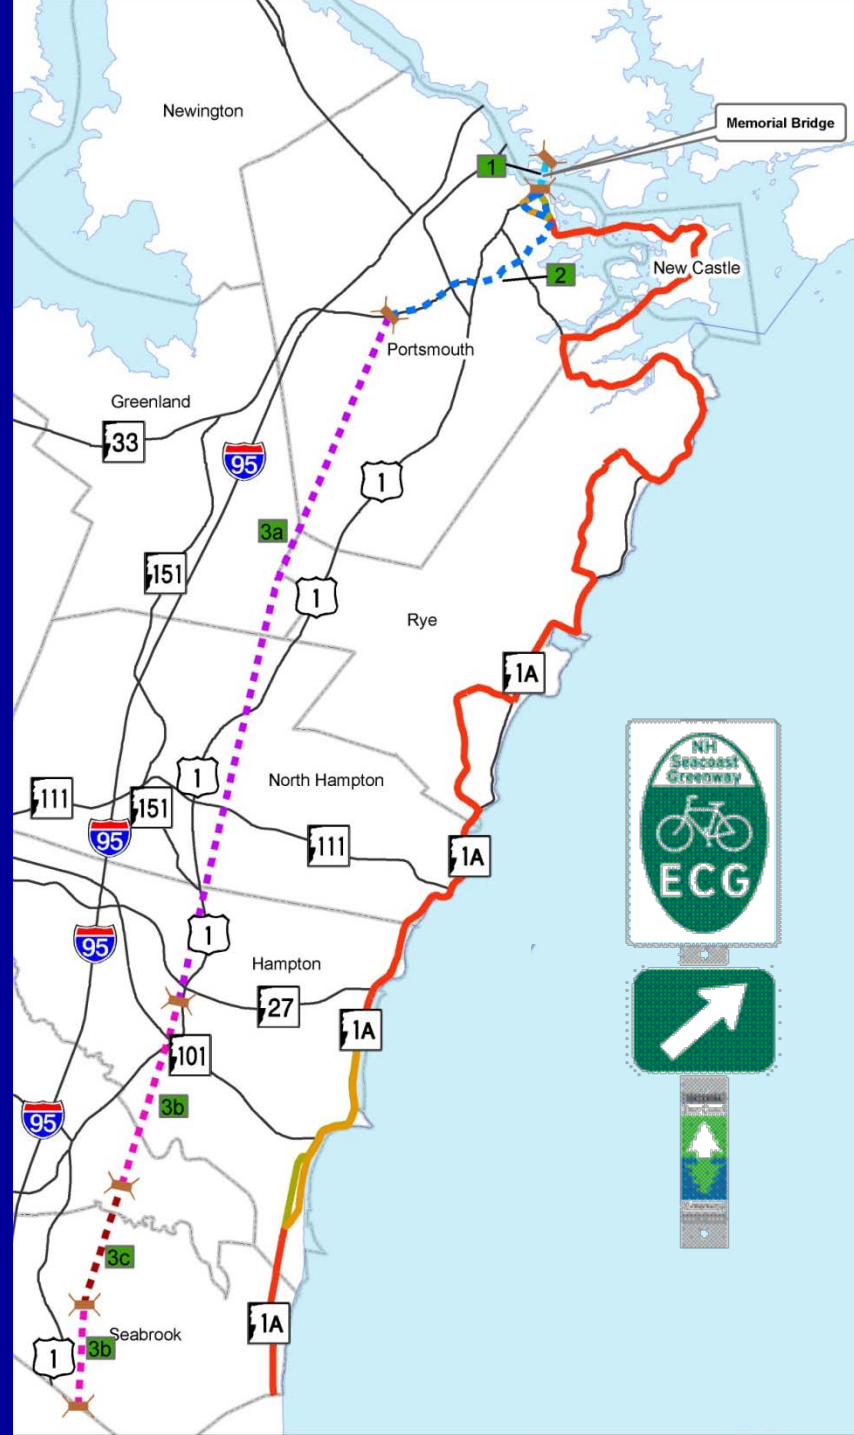 Newington
Memorial Bridge
1
New Castle
2
Portsmouth
Greenland
33
95
1
3a
151
1
Rye
1A
NH
Seacoast
Greenway
ECG
1
North Hampton
111
151
95
111
1A
1
95
Hampton
27
1A
101
3b
95
3c
1A
Seabrook
3b
1